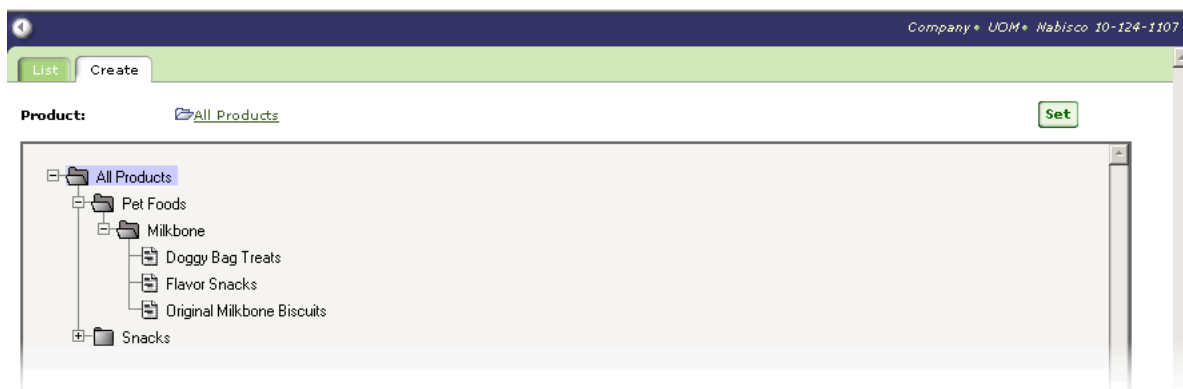 Company • UOM • Nabisco 10-124-1107
List Create
Product: All Products Set
All Products
Pet Foods
Milkbone
Doggy Bag Treats
Flavor Snacks
Original Milkbone Biscuits
Snacks